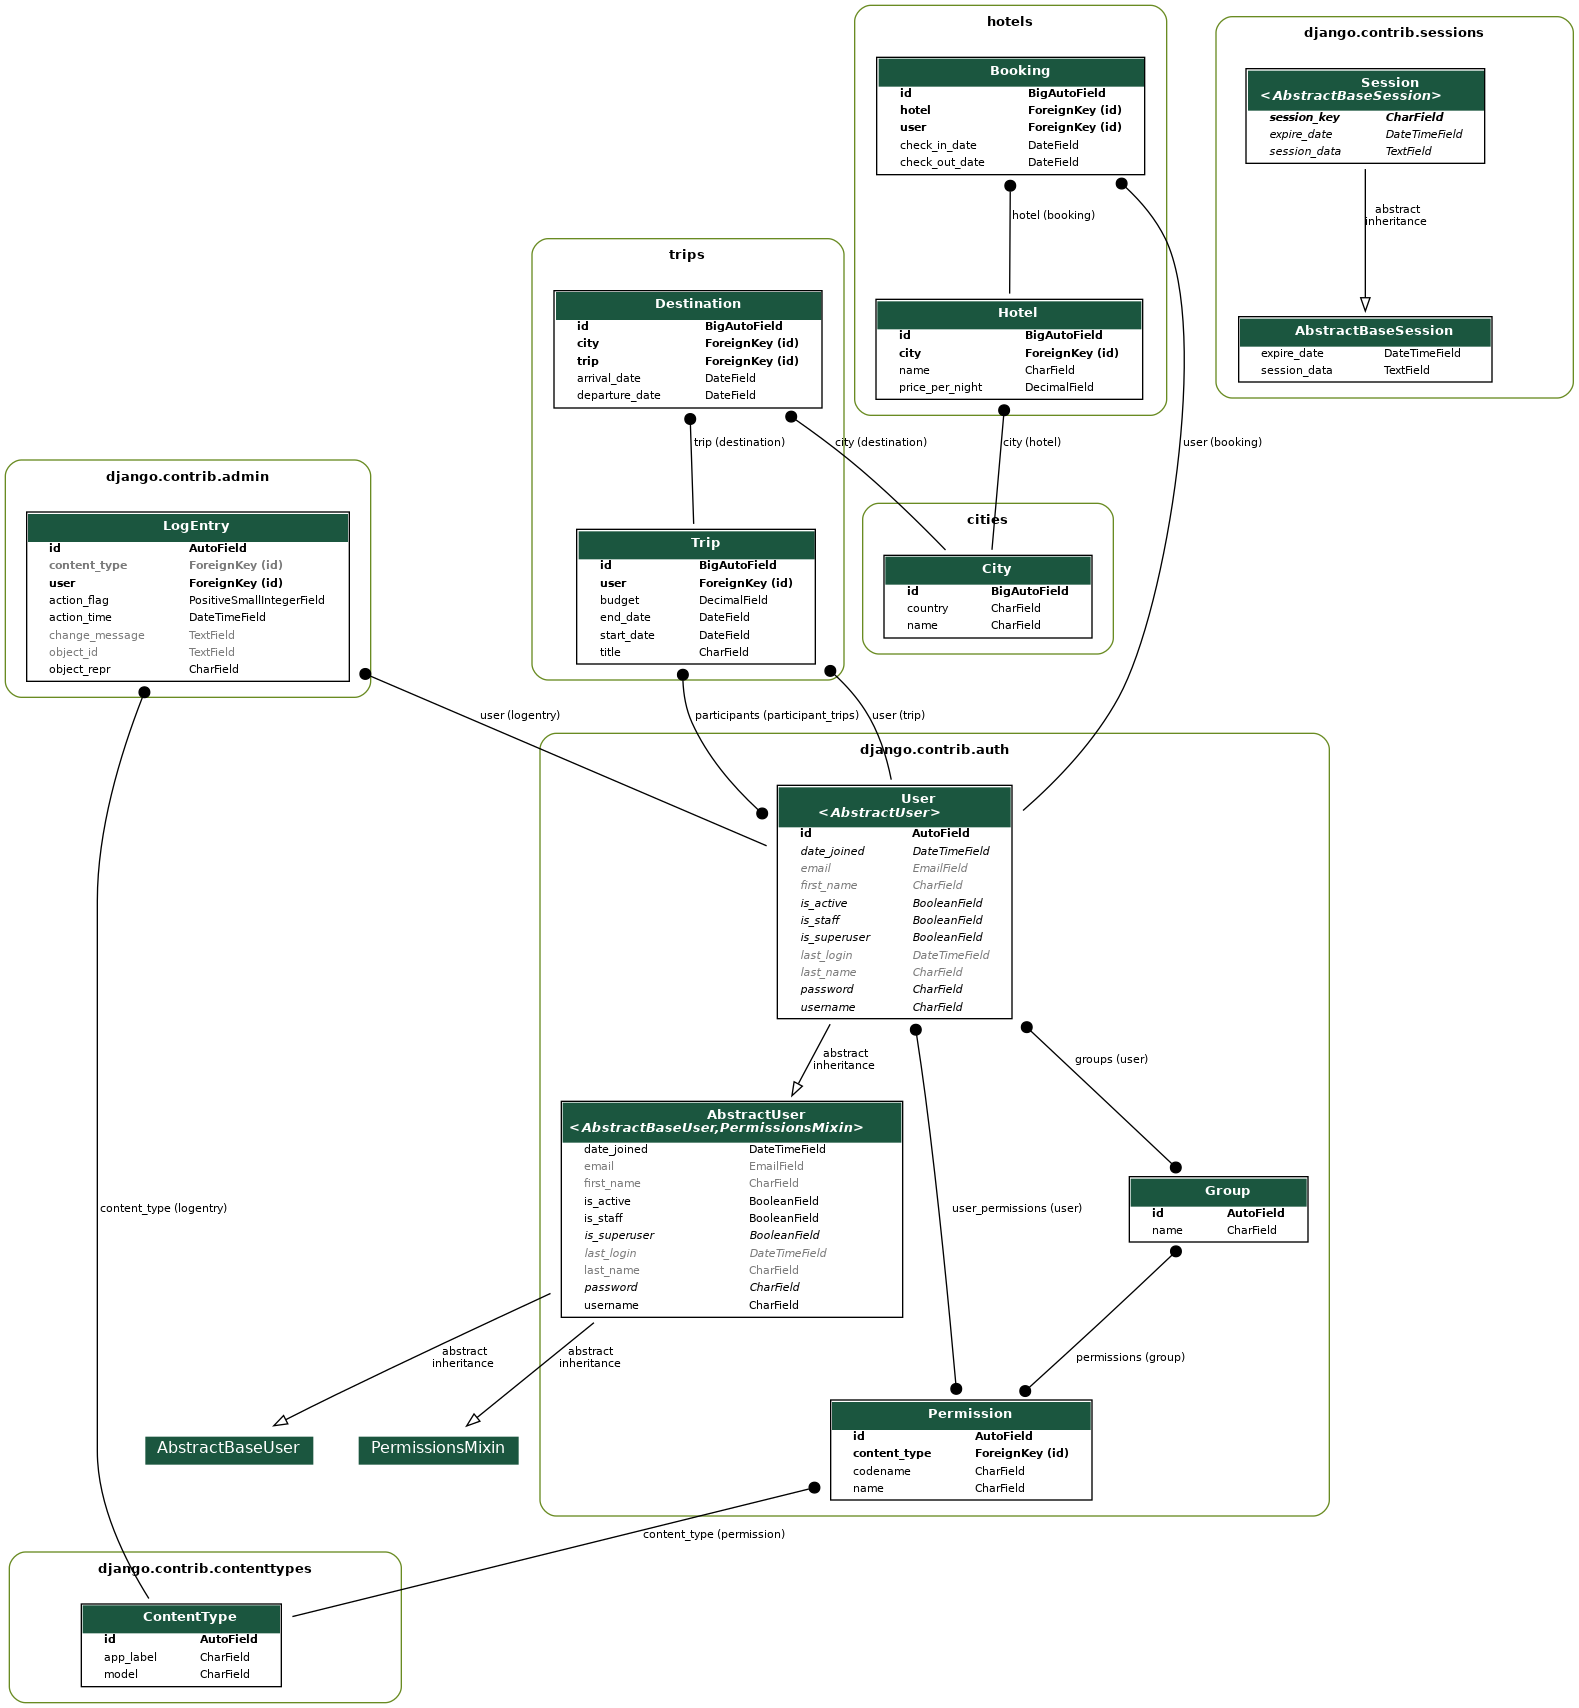 hotels
Booking
id BigAutoField
hotel ForeignKey (id)
user ForeignKey (id)
check_in_date DateField
check_out_date DateField
hotel (booking)
Hotel
id BigAutoField
city ForeignKey (id)
name CharField
price_per_night DecimalField
django.contrib.sessions
Session
<AbstractBaseSession>
session_key CharField
expire_date DateTimeField
session_data TextField
abstract
inheritance
AbstractBaseSession
expire_date DateTimeField
session_data TextField
trips
Destination
id BigAutoField
city ForeignKey (id)
trip ForeignKey (id)
arrival_date DateField
departure_date DateField
trip (destination)
city (destination)
city (hotel)
user (booking)
Trip
id BigAutoField
user ForeignKey (id)
budget DecimalField
end_date DateField
start_date DateField
title CharField
cities
City
id BigAutoField
country CharField
name CharField
django.contrib.admin
LogEntry
id AutoField
content_type ForeignKey (id)
user ForeignKey (id)
action_flag PositiveSmallIntegerField
action_time DateTimeField
change_message TextField
object_id TextField
object_repr CharField
user (logentry)
participants (participant_trips)
user (trip)
django.contrib.auth
User
<AbstractUser>
id AutoField
date_joined DateTimeField
email EmailField
first_name CharField
is_active BooleanField
is_staff BooleanField
is_superuser BooleanField
last_login DateTimeField
last_name CharField
password CharField
username CharField
abstract
inheritance
groups (user)
AbstractUser
<AbstractBaseUser,PermissionsMixin>
date_joined DateTimeField
email EmailField
first_name CharField
is_active BooleanField
is_staff BooleanField
is_superuser BooleanField
last_login DateTimeField
last_name CharField
password CharField
username CharField
content_type (logentry)
user_permissions (user)
Group
id AutoField
name CharField
abstract
inheritance
abstract
inheritance
permissions (group)
AbstractBaseUser
PermissionsMixin
Permission
id AutoField
content_type ForeignKey (id)
codename CharField
name CharField
content_type (permission)
django.contrib.contenttypes
ContentType
id AutoField
app_label CharField
model CharField